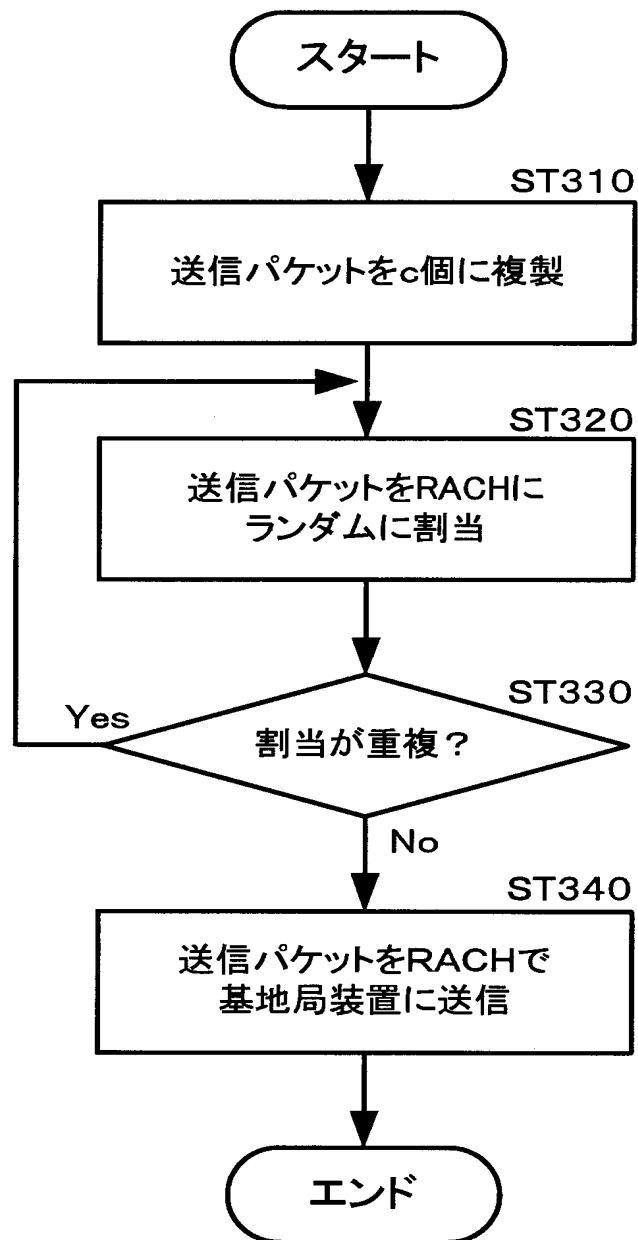 スタート
ST310
送信パケットをc個に複製
ST320
送信パケットをRACHに
ランダムに割当
ST330
Yes
割当が重複？
No
ST340
送信パケットをRACHで
基地局装置に送信
エンド